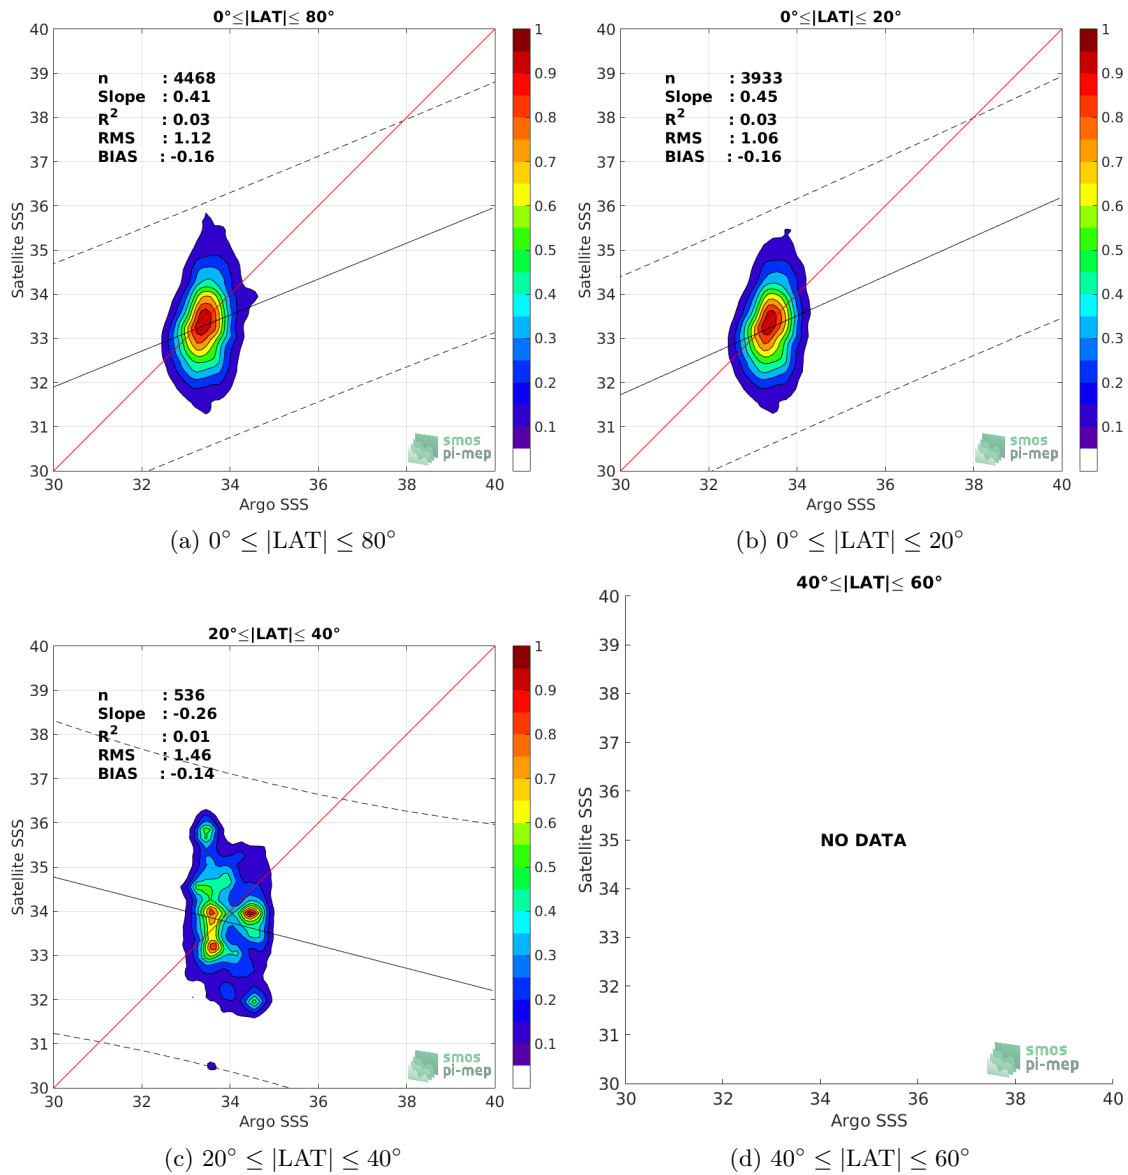 0°≤|LAT|≤ 80°
40
39
38
37
36
35
34
33
32
31
30
30
32
34
36
38
40
Satellite SSS
Argo SSS
n : 4468
Slope : 0.41
R2 : 0.03
RMS : 1.12
BIAS : -0.16
1
0.9
0.8
0.7
0.6
0.5
0.4
0.3
0.2
0.1
smos
pi-mep
(a) 0° ≤ |LAT| ≤ 80°
0°≤|LAT|≤ 20°
40
39
38
37
36
35
34
33
32
31
30
30
32
34
36
38
40
Satellite SSS
Argo SSS
n : 3933
Slope : 0.45
R2 : 0.03
RMS : 1.06
BIAS : -0.16
1
0.9
0.8
0.7
0.6
0.5
0.4
0.3
0.2
0.1
smos
pi-mep
(b) 0° ≤ |LAT| ≤ 20°
20°≤|LAT|≤ 40°
40
39
38
37
36
35
34
33
32
31
30
30
32
34
36
38
40
Satellite SSS
Argo SSS
n : 536
Slope : -0.26
R2 : 0.01
RMS : 1.46
BIAS : -0.14
1
0.9
0.8
0.7
0.6
0.5
0.4
0.3
0.2
0.1
smos
pi-mep
(c) 20° ≤ |LAT| ≤ 40°
40°≤|LAT|≤ 60°
40
39
38
37
36
35
34
33
32
31
30
30
32
34
36
38
40
Satellite SSS
Argo SSS
NO DATA
smos
pi-mep
(d) 40° ≤ |LAT| ≤ 60°